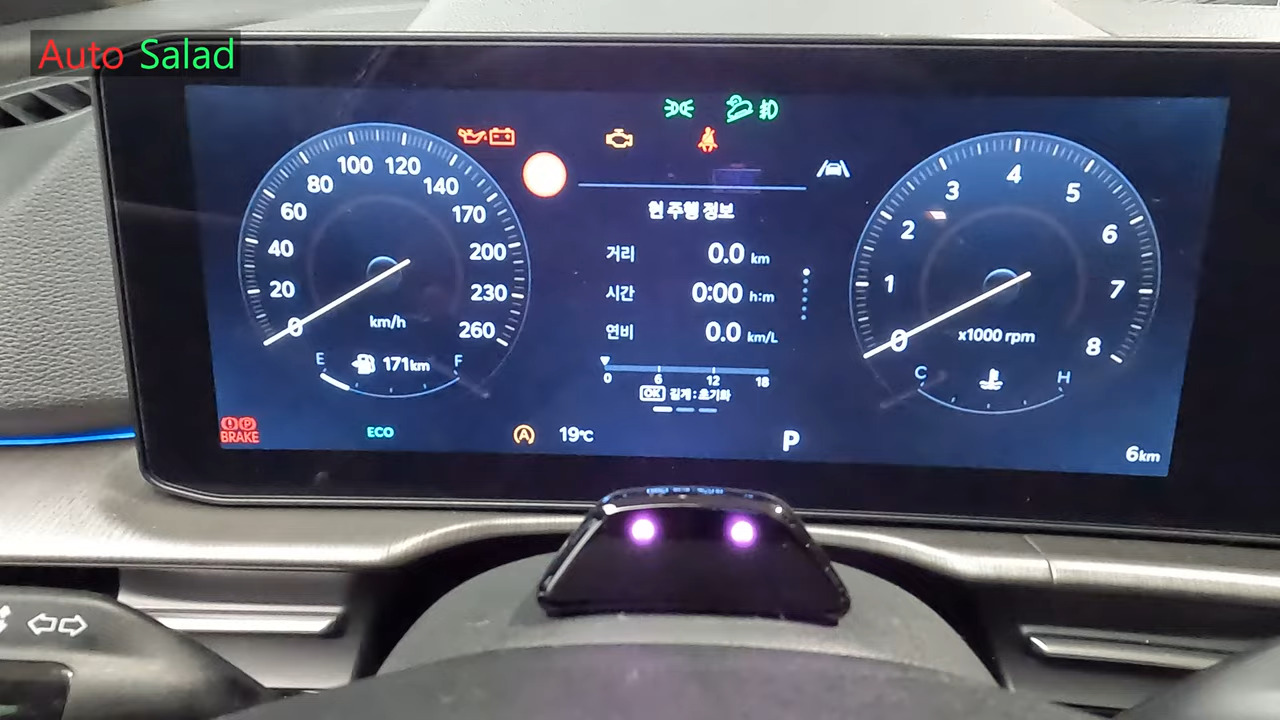 Auto Salad
0 20 40 60 80 100 120 140 170 200 230 260
km/h
E 171km F
현 주행 정보
거리 0.0 km
시간 0:00 h:m
연비 0.0 km/L
0 6 12 18
OK 길게 : 초기화
0 1 2 3 4 5 6 7 8
x1000 rpm
C H
P
BRAKE
ECO
A
19℃
P
6km